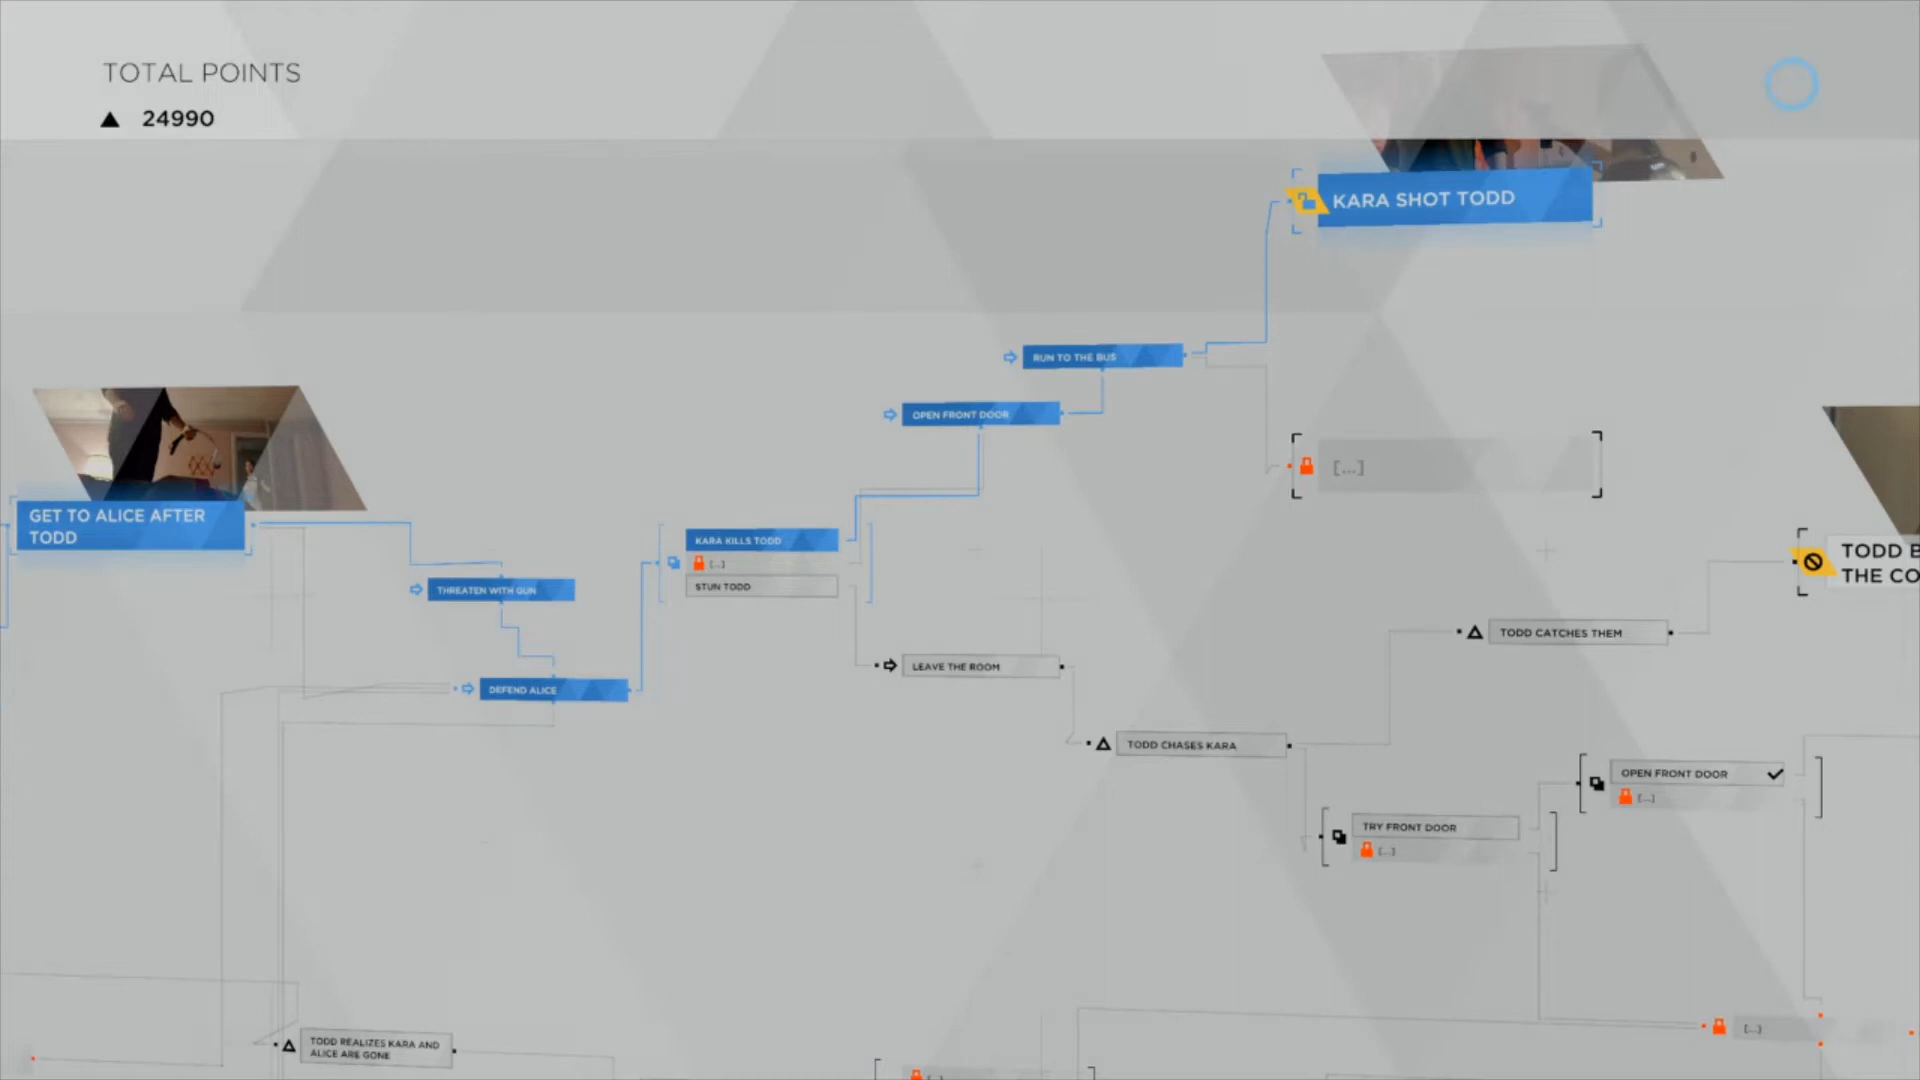 TOTAL POINTS
24990
KARA SHOT TODD
RUN TO THE BUS
OPEN FRONT DOOR
[...]
GET TO ALICE AFTER
TODD
KARA KILLS TODD
[...]
STUN TODD
THREATEN WITH GUN
TODD B
THE CO
TODD CATCHES THEM
LEAVE THE ROOM
DEFEND ALICE
TODD CHASES KARA
OPEN FRONT DOOR
[...]
TRY FRONT DOOR
[...]
[...]
TODD REALIZES KARA AND
ALICE ARE GONE